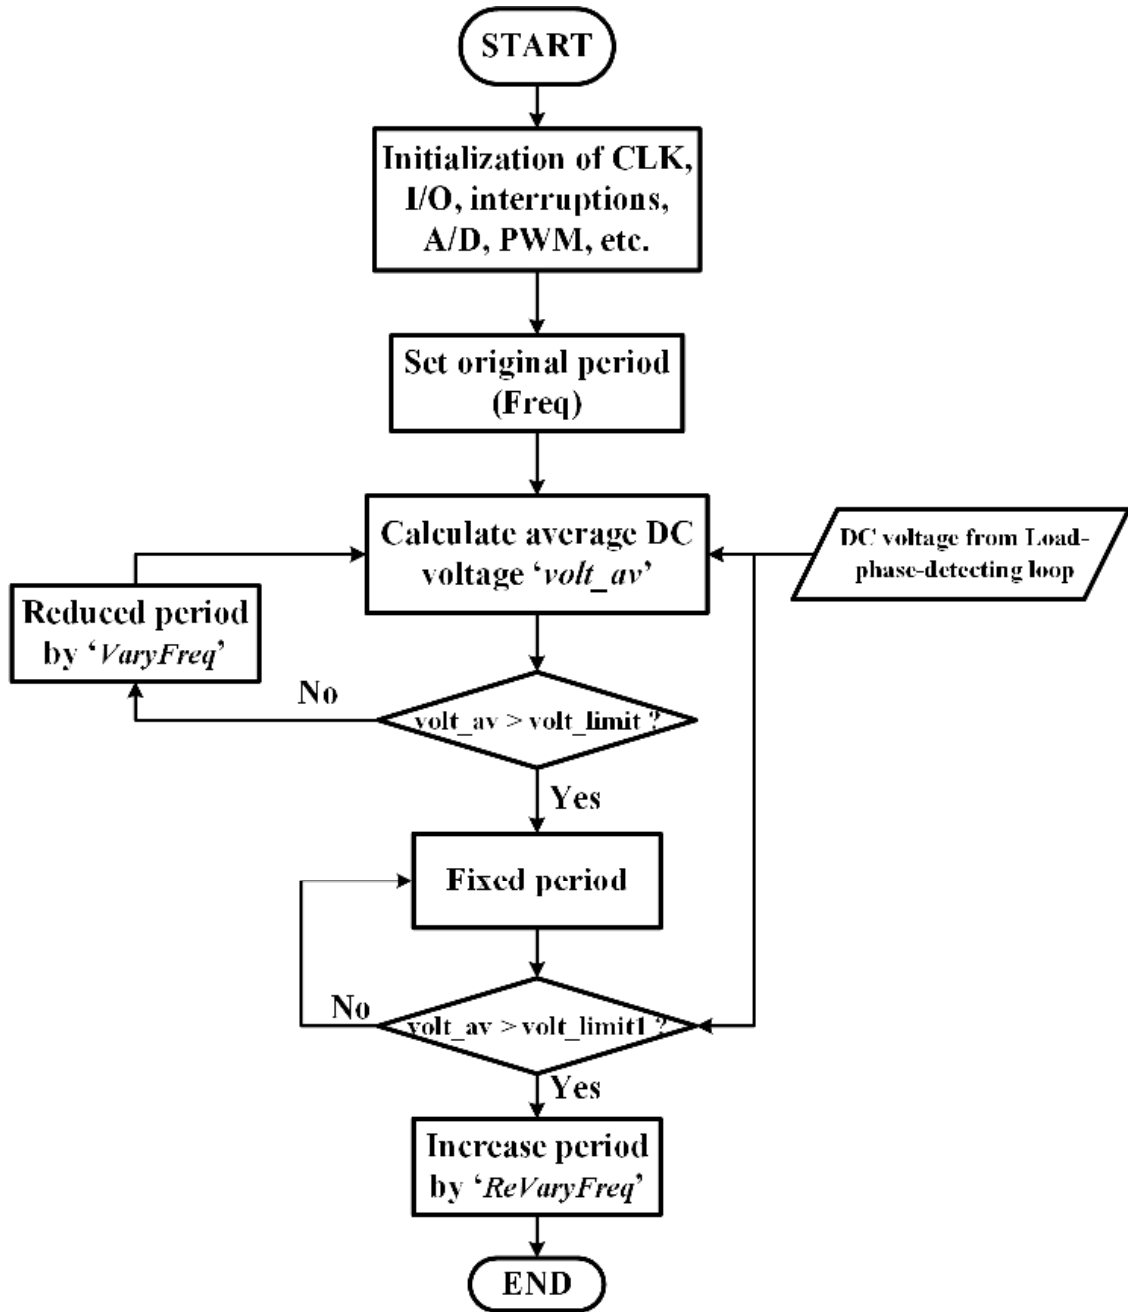 START
Initialization of CLK,
I/O, interruptions,
A/D, PWM, etc.
Set original period
(Freq)
Calculate average DC
voltage ‘volt_av’
DC voltage from Load-
phase-detecting loop
Reduced period
by ‘VaryFreq’
No
volt_av > volt_limit ?
Yes
Fixed period
No
volt_av > volt_limit1 ?
Yes
Increase period
by ‘ReVaryFreq’
END